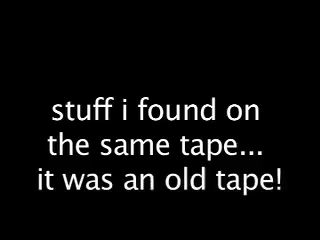 stuff i found on
the same tape...
it was an old tape!